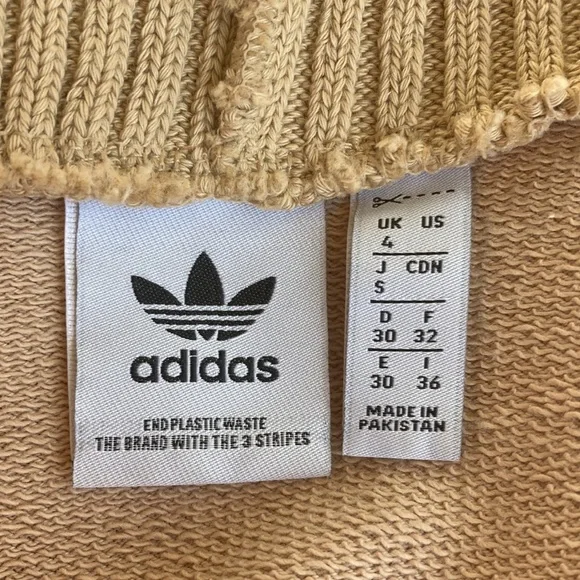 adidas
END PLASTIC WASTE
THE BRAND WITH THE 3 STRIPES
UK US
4
J CDN
S
D F
30 32
E I
30 36
MADE IN
PAKISTAN